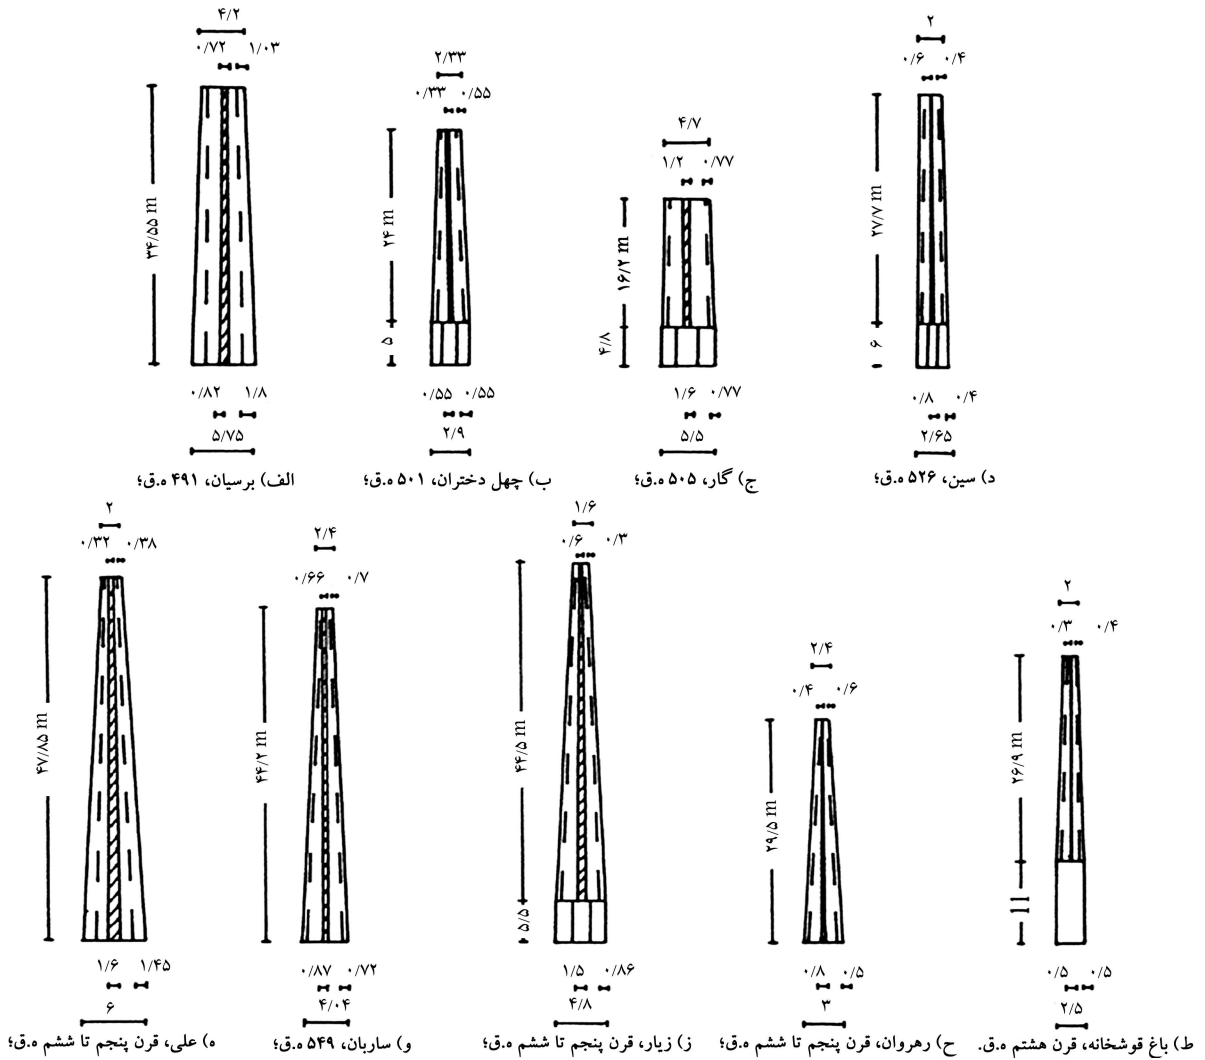 ۴/۲
۰/۷۲ ۱/۰۳
۳۴/۵۵ m
۰/۸۲ ۱/۸
۵/۷۵
الف) برسیان، ۴۹۱ ه.ق؛
۲/۳۳
۰/۳۳ ۰/۵۵
۲۴ m
۵
۰/۵۵ ۰/۵۵
۲/۹
ب) چهل دختران، ۵۰۱ ه.ق؛
۴/۷
۱/۲ ۰/۷۷
۱۶/۲ m
۴/۸
۱/۶ ۰/۷۷
۵/۵
ج) گار، ۵۰۵ ه.ق؛
۲
۰/۶ ۰/۴
۲۷/۷ m
۶
۰/۸ ۰/۴
۲/۶۵
د) سین، ۵۲۶ ه.ق؛
۲
۰/۳۲ ۰/۳۸
۴۷/۸۵ m
۱/۶ ۱/۴۵
۶
ه) علی، قرن پنجم تا ششم ه.ق؛
۲/۴
۰/۶۶ ۰/۷
۴۴/۲ m
۰/۸۷ ۰/۷۲
۴/۰۴
و) ساربان، ۵۴۹ ه.ق؛
۱/۶
۰/۶ ۰/۳
۴۴/۵ m
۵/۵
۱/۵ ۰/۸۶
۴/۸
ز) زیار، قرن پنجم تا ششم ه.ق؛
۲/۴
۰/۴ ۰/۶
۲۹/۵ m
۰/۸ ۰/۵
۳
ح) رهروان، قرن پنجم تا ششم ه.ق؛
۲
۰/۳ ۰/۴
۲۶/۹ m
11
۰/۵ ۰/۵
۲/۵
ط) باغ قوشخانه، قرن هشتم ه.ق.